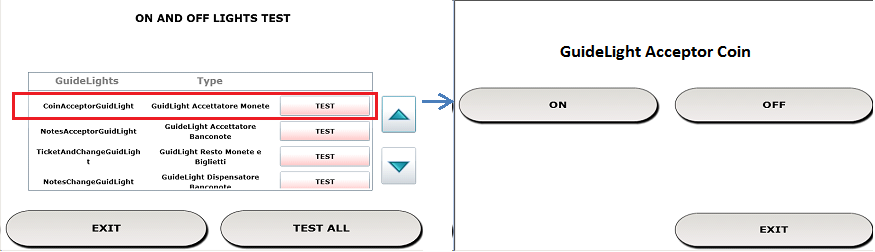 ON AND OFF LIGHTS TEST
GuideLights Type
CoinAcceptorGuidLight GuidLight Accettatore Monete TEST
NotesAcceptorGuidLight GuideLight Accettatore Banconote TEST
TicketAndChangeGuidLigh
t GuidLight Resto Monete e
Biglietti TEST
NotesChangeGuidLight GuideLight Dispensatore
Banconote TEST
EXIT TEST ALL
GuideLight Acceptor Coin
ON OFF
EXIT